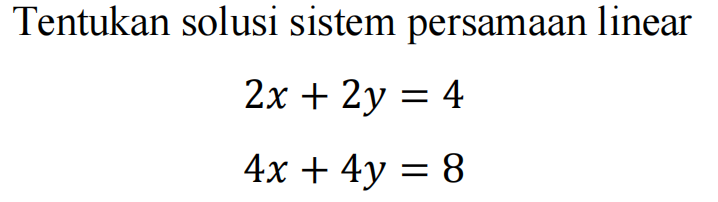 Tentukan solusi sistem persamaan linear
2x + 2y = 4
4x + 4y = 8